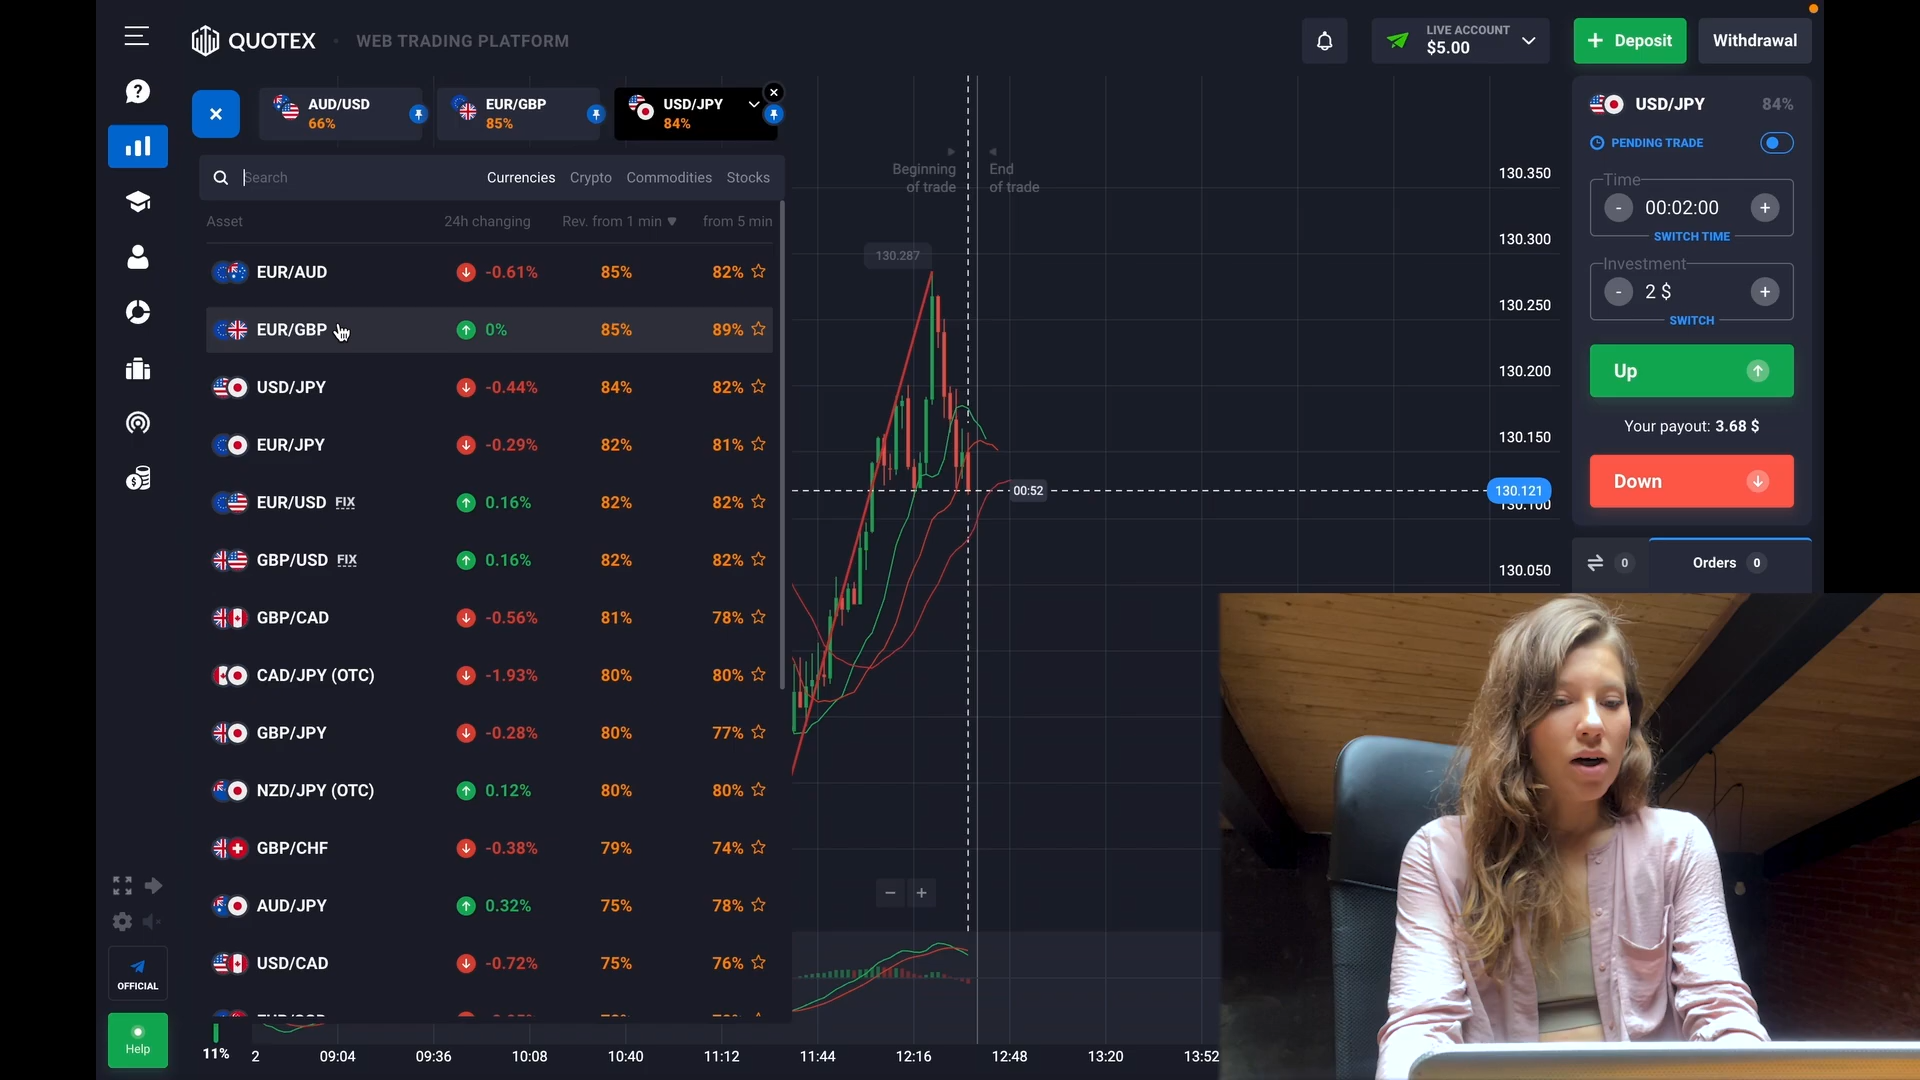 QUOTEX
WEB TRADING PLATFORM
LIVE ACCOUNT
$5.00
+ Deposit
Withdrawal
AUD/USD
66%
EUR/GBP
85%
USD/JPY
84%
Search
Currencies
Crypto
Commodities
Stocks
Asset
24h changing
Rev. from 1 min
from 5 min
EUR/AUD -0.61% 85% 82%
EUR/GBP 0% 85% 89%
USD/JPY -0.44% 84% 82%
EUR/JPY -0.29% 82% 81%
EUR/USD FIX 0.16% 82% 82%
GBP/USD FIX 0.16% 82% 82%
GBP/CAD -0.56% 81% 78%
CAD/JPY (OTC) -1.93% 80% 80%
GBP/JPY -0.28% 80% 77%
NZD/JPY (OTC) 0.12% 80% 80%
GBP/CHF -0.38% 79% 74%
AUD/JPY 0.32% 75% 78%
USD/CAD -0.72% 75% 76%
Beginning
of trade
End
of trade
130.287
00:52
130.350
130.300
130.250
130.200
130.150
130.121
130.100
130.050
USD/JPY 84%
PENDING TRADE
Time
- 00:02:00 +
SWITCH TIME
Investment
- 2 $ +
SWITCH
Up
Your payout: 3.68 $
Down
0
Orders 0
OFFICIAL
Help
11%
2 09:04 09:36 10:08 10:40 11:12 11:44 12:16 12:48 13:20 13:52